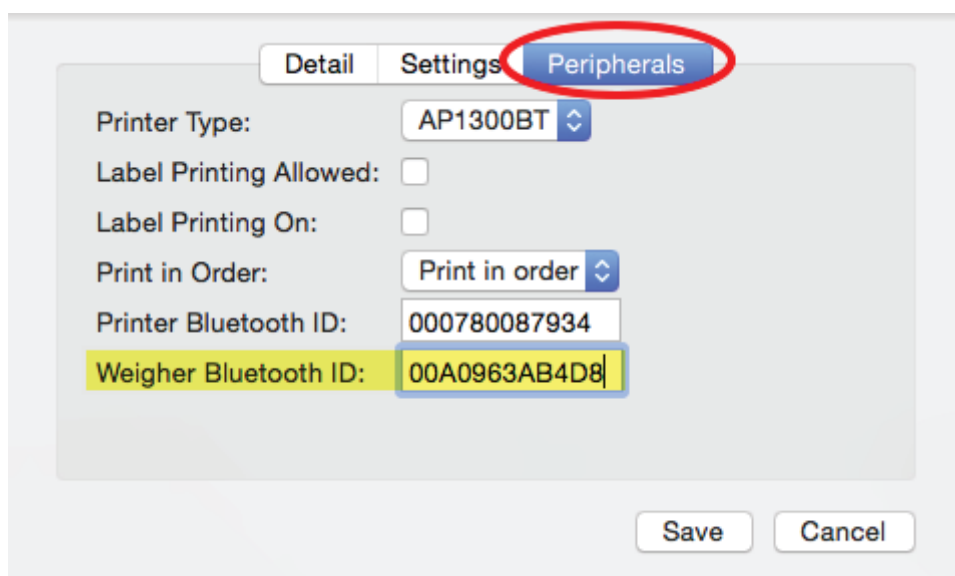 Detail Settings Peripherals
Printer Type: AP1300BT
Label Printing Allowed:
Label Printing On:
Print in Order: Print in order
Printer Bluetooth ID: 000780087934
Weigher Bluetooth ID: 00A0963AB4D8
Save Cancel